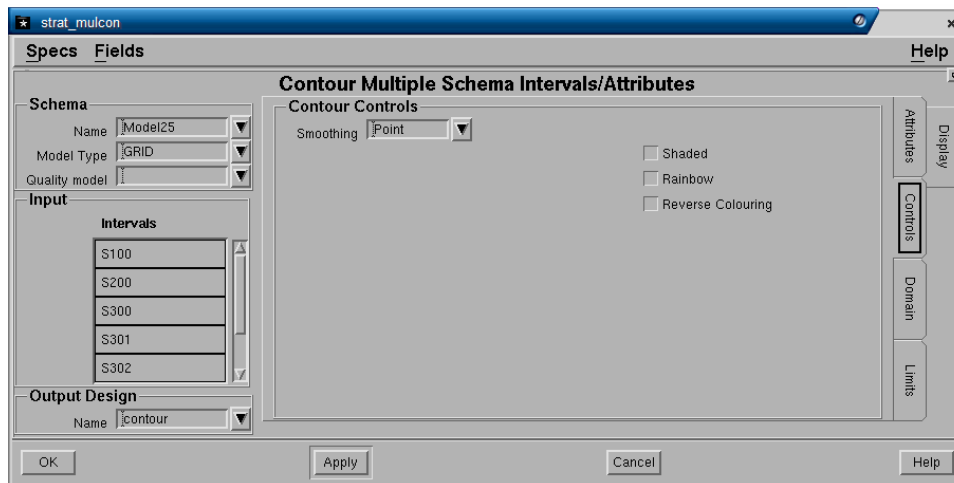 strat_mulcon
Specs Fields Help
Contour Multiple Schema Intervals/Attributes
Schema
Name Model25
Model Type GRID
Quality model
Input
Intervals
S100
S200
S300
S301
S302
Output Design
Name contour
Contour Controls
Smoothing Point
Shaded
Rainbow
Reverse Colouring
Attributes
Controls
Domain
Limits
Display
OK Apply Cancel Help